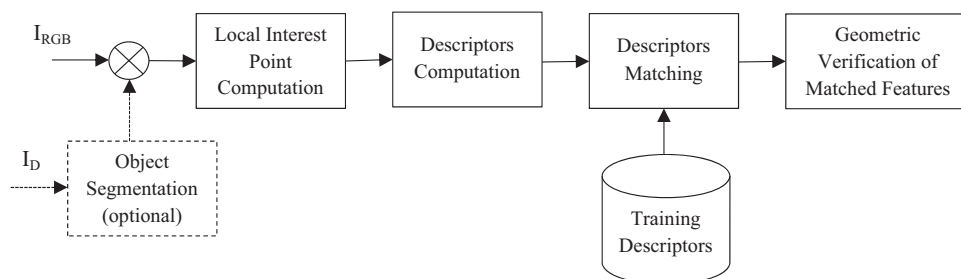 I_RGB
Local Interest
Point
Computation
Descriptors
Computation
Descriptors
Matching
Geometric
Verification of
Matched Features
I_D
Object
Segmentation
(optional)
Training
Descriptors